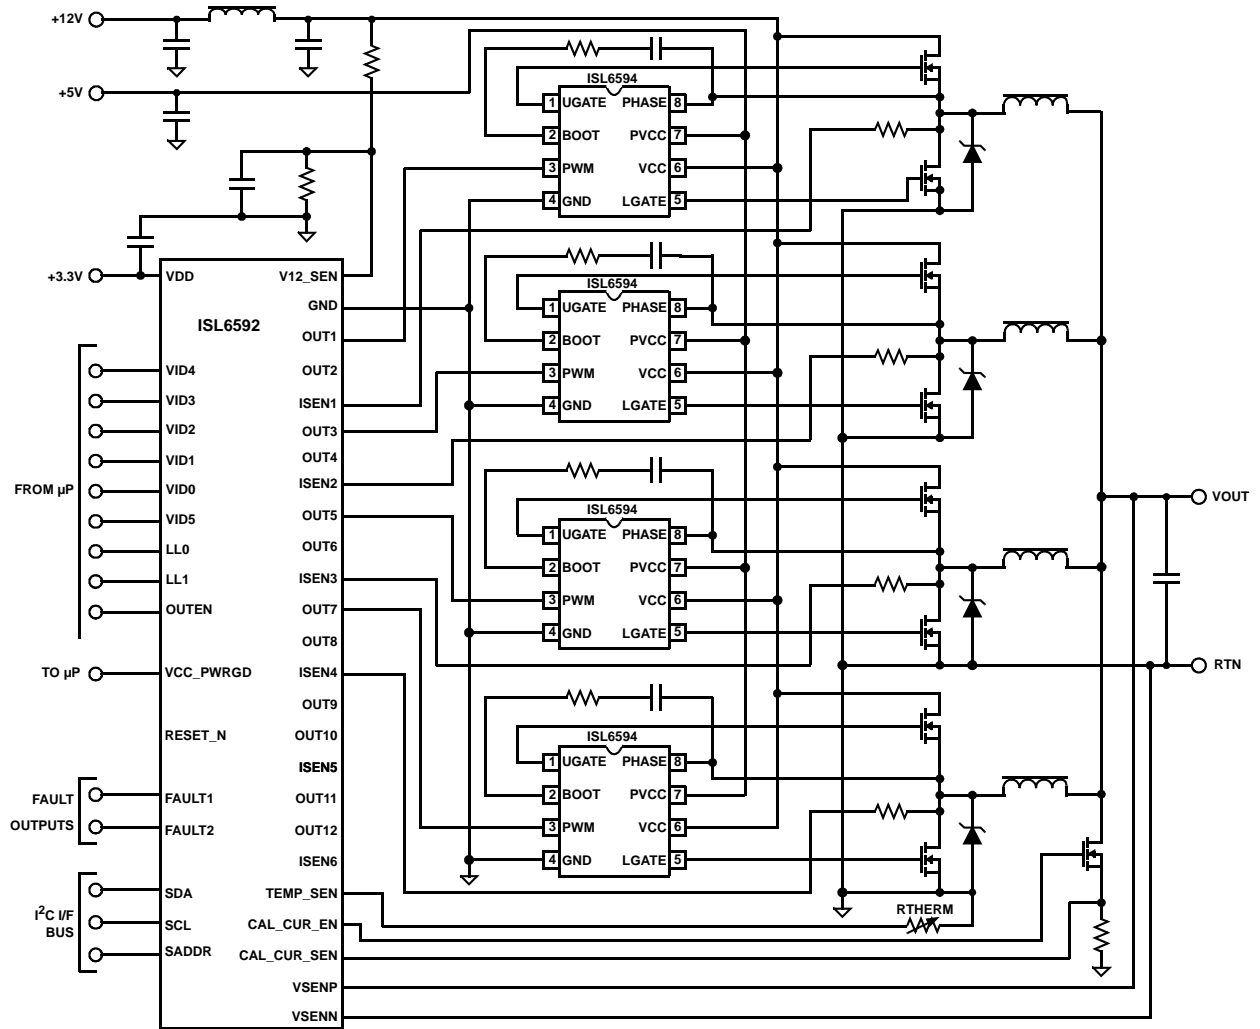 +12V
+5V
+3.3V
ISL6592
VDD
VID4
VID3
VID2
VID1
VID0
VID5
LL0
LL1
OUTEN
VCC_PWRGD
RESET_N
FAULT1
FAULT2
SDA
SCL
SADDR
FROM µP
TO µP
FAULT
OUTPUTS
I²C I/F
BUS
V12_SEN
GND
OUT1
OUT2
ISEN1
OUT3
OUT4
ISEN2
OUT5
OUT6
ISEN3
OUT7
OUT8
ISEN4
OUT9
OUT10
ISEN5
OUT11
OUT12
ISEN6
TEMP_SEN
CAL_CUR_EN
CAL_CUR_SEN
VSENP
VSENN
ISL6594
1 UGATE PHASE 8
2 BOOT PVCC 7
3 PWM VCC 6
4 GND LGATE 5
ISL6594
1 UGATE PHASE 8
2 BOOT PVCC 7
3 PWM VCC 6
4 GND LGATE 5
ISL6594
1 UGATE PHASE 8
2 BOOT PVCC 7
3 PWM VCC 6
4 GND LGATE 5
ISL6594
1 UGATE PHASE 8
2 BOOT PVCC 7
3 PWM VCC 6
4 GND LGATE 5
RTHERM
VOUT
RTN